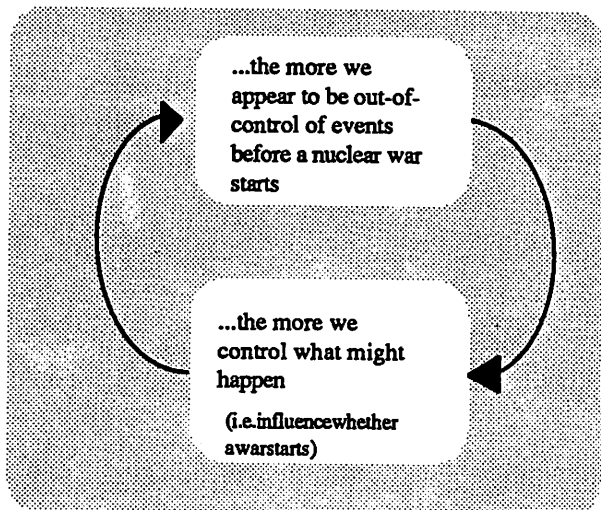 ...the more we
appear to be out-of-
control of events
before a nuclear war
starts
...the more we
control what might
happen
(i.e.influencewhether
awarstarts)